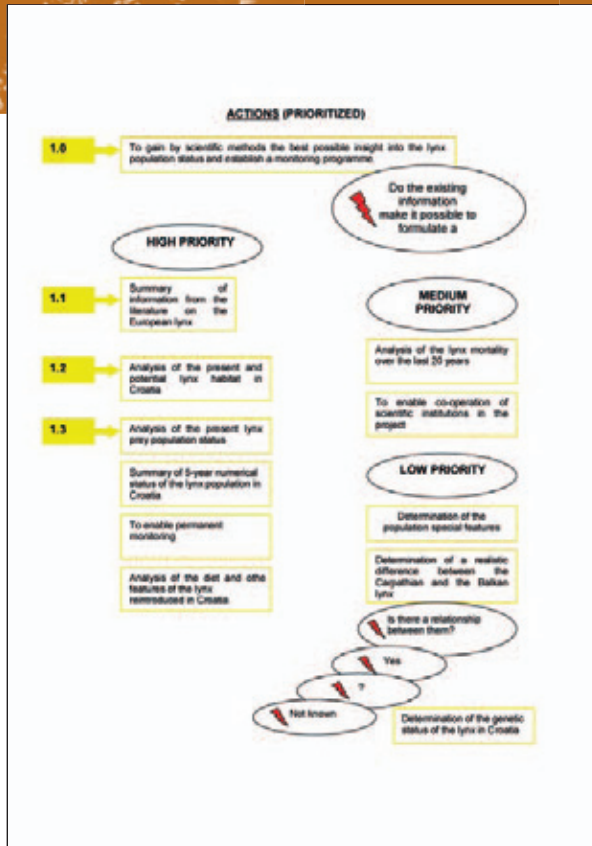 ACTIONS (PRIORITIZED)
1.0
To gain by scientific methods the best possible insight into the lynx
population status and establish a monitoring programme
Do the existing
information
make it possible to
formulate a
HIGH PRIORITY
1.1
Summary of
information from the
literature on the
European lynx
1.2
Analysis of the present and
potential lynx habitat in
Croatia
1.3
Analysis of the present lynx
prey population status
Summary of 5-year numerical
status of the lynx population in
Croatia
To enable permanent
monitoring
Analysis of the diet and othe
features of the lynx
reintroduced in Croatia
MEDIUM
PRIORITY
Analysis of the lynx mortality
over the last 20 years
To enable co-operation of
scientific institutions in the
project
LOW PRIORITY
Determination of the
population special features
Determination of a realistic
difference between the
Carpathian and the Balkan
lynx
Is there a relationship
between them?
Yes
?
Not known
Determination of the genetic
status of the lynx in Croatia